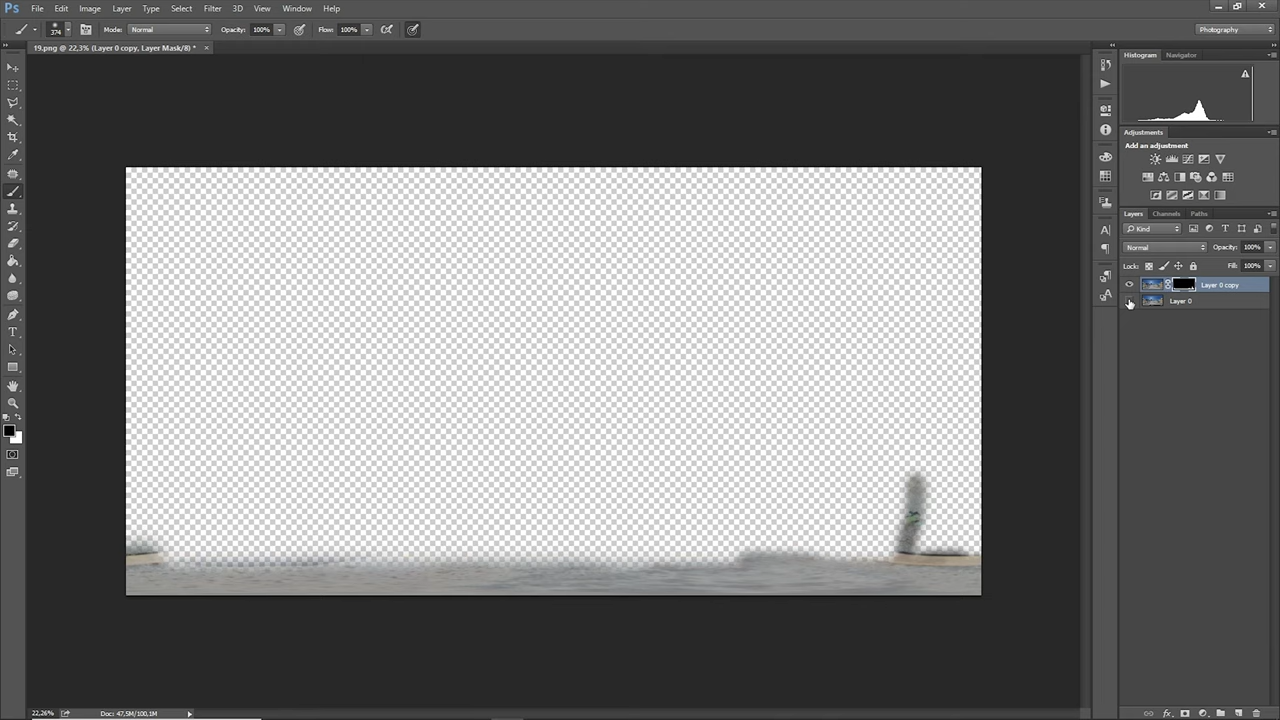 Ps File Edit Image Layer Type Select Filter 3D View Window Help
374 Mode: Normal Opacity: 100% Flow: 100% Photography
19.png @ 22,3% (Layer 0 copy, Layer Mask/8) * ×
Histogram Navigator
Adjustments
Add an adjustment
Layers Channels Paths
Kind
Normal Opacity: 100%
Lock: Fill: 100%
Layer 0 copy
Layer 0
22,26% Doc: 47,5M/100,1M